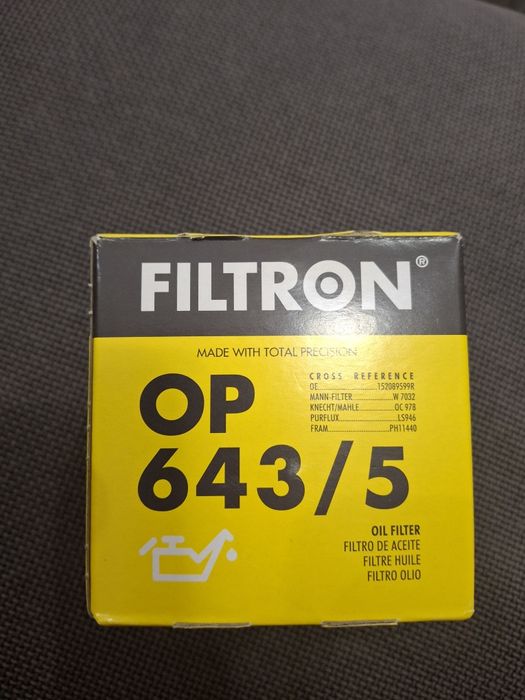 FILTRON®
MADE WITH TOTAL PRECISION
OP
643/5
CROSS REFERENCE
OE....................152089599R
MANN-FILTER..............W 7032
KNECHT/MAHLE............OC 978
PURFLUX.....................LS946
FRAM......................PH11440
OIL FILTER
FILTRO DE ACEITE
FILTRE HUILE
FILTRO OLIO